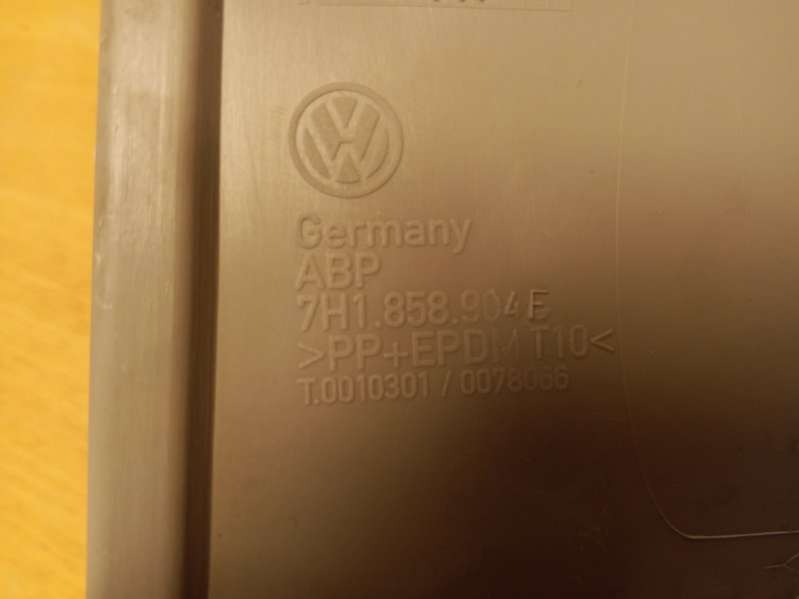 Germany
ABP
7H1.858.904 E
>PP+EPDM T10<
T.0010301 / 0078066